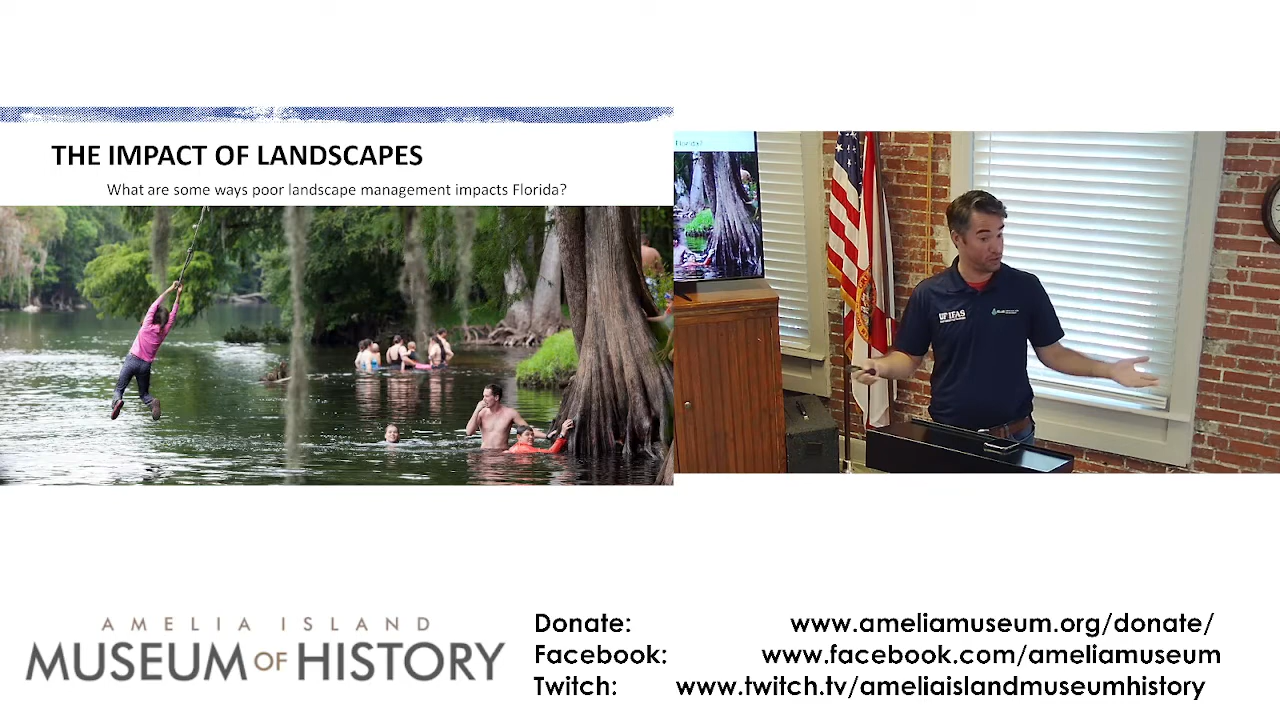 THE IMPACT OF LANDSCAPES
What are some ways poor landscape management impacts Florida?
Florida?
UF IFAS
AMELIA ISLAND
MUSEUM OF HISTORY
Donate: www.ameliamuseum.org/donate/
Facebook: www.facebook.com/ameliamuseum
Twitch: www.twitch.tv/ameliaislandmuseumhistory